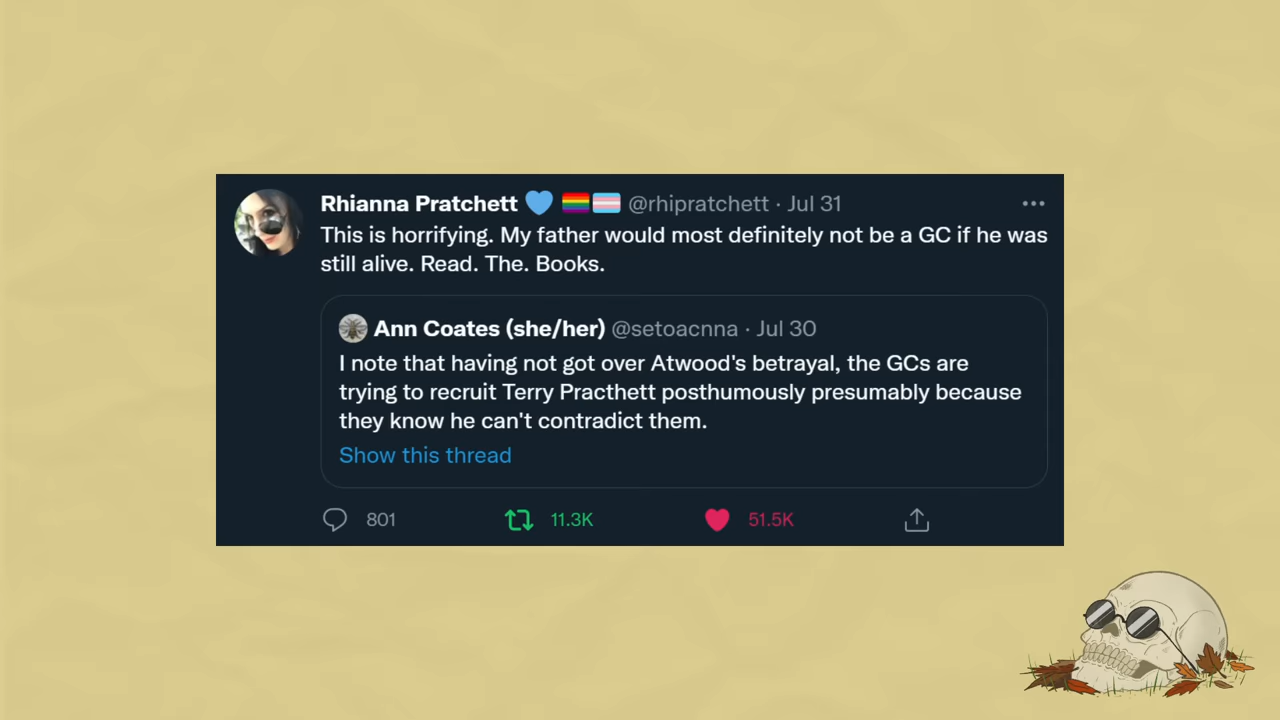 Rhianna Pratchett 💙 🏳️‍🌈🏳️‍⚧️ @rhipratchett · Jul 31
This is horrifying. My father would most definitely not be a GC if he was
still alive. Read. The. Books.
Ann Coates (she/her) @setoacnna · Jul 30
I note that having not got over Atwood's betrayal, the GCs are
trying to recruit Terry Practhett posthumously presumably because
they know he can't contradict them.
Show this thread
801 11.3K 51.5K